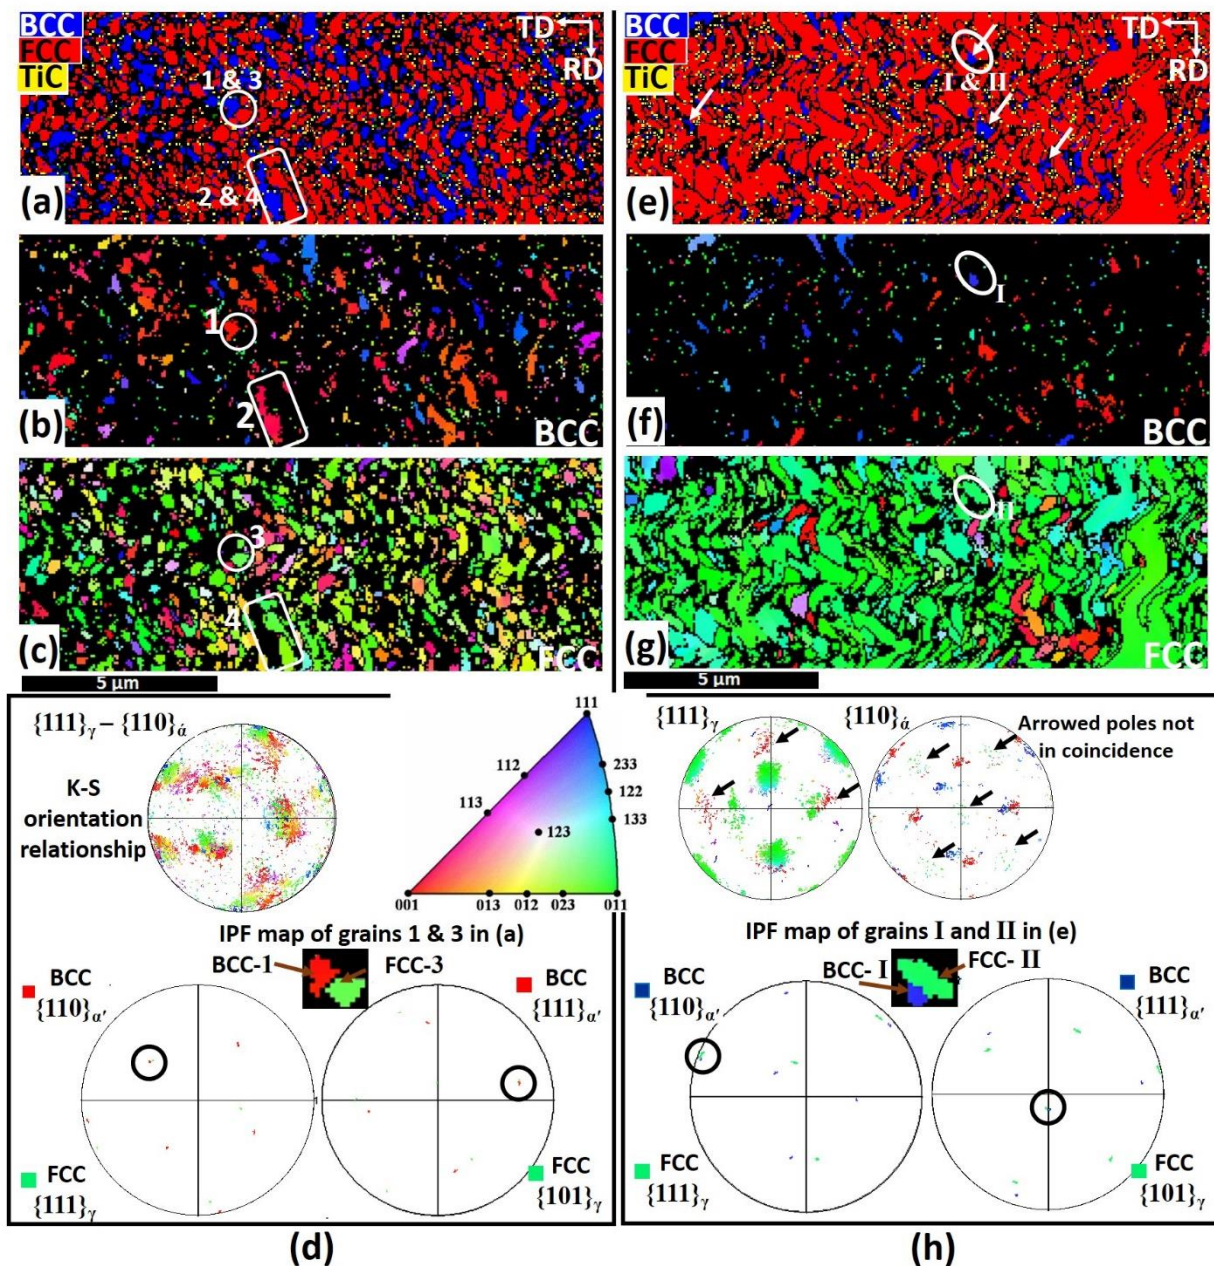 BCC
FCC
TiC
TD
RD
1 & 3
2 & 4
(a)
1
2
(b)
BCC
3
4
(c)
FCC
5 µm
BCC
FCC
TiC
TD
RD
I & II
(e)
I
(f)
BCC
II
(g)
FCC
5 µm
{111}γ – {110}ά
K-S
orientation
relationship
111
112
233
122
113
133
123
001
013
012
023
011
IPF map of grains 1 & 3 in (a)
BCC-1
FCC-3
BCC
{110}α′
BCC
{111}α′
FCC
{111}γ
FCC
{101}γ
(d)
{111}γ
{110}ά
Arrowed poles not
in coincidence
IPF map of grains I and II in (e)
BCC- I
FCC- II
BCC
{110}α′
BCC
{111}α′
FCC
{111}γ
FCC
{101}γ
(h)